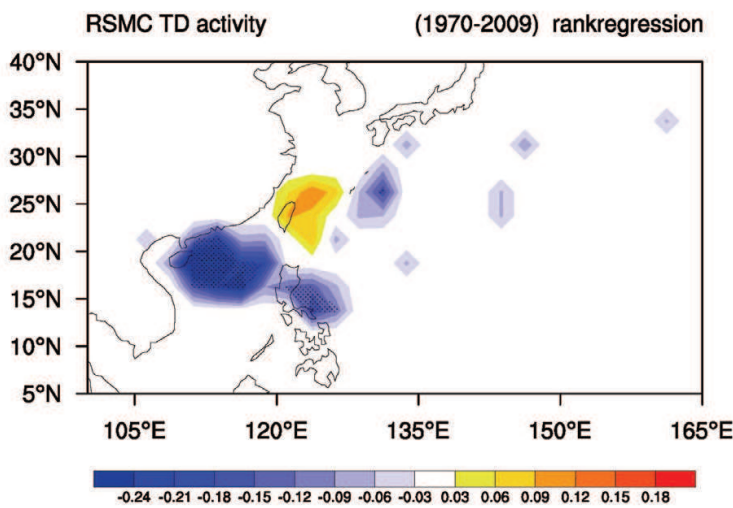 RSMC TD activity (1970-2009) rankregression
40°N
35°N
30°N
25°N
20°N
15°N
10°N
5°N
105°E 120°E 135°E 150°E 165°E
-0.24 -0.21 -0.18 -0.15 -0.12 -0.09 -0.06 -0.03 0.03 0.06 0.09 0.12 0.15 0.18